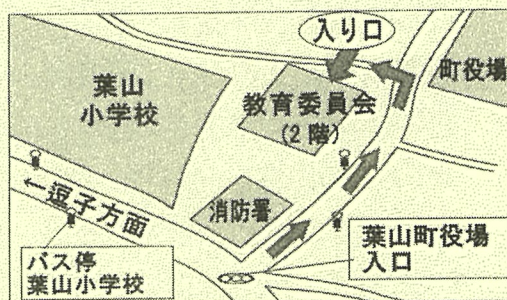 入り口
町役場
葉山
小学校
教育委員会
(2階)
消防署
←逗子方面
葉山町役場
入口
バス停
葉山小学校